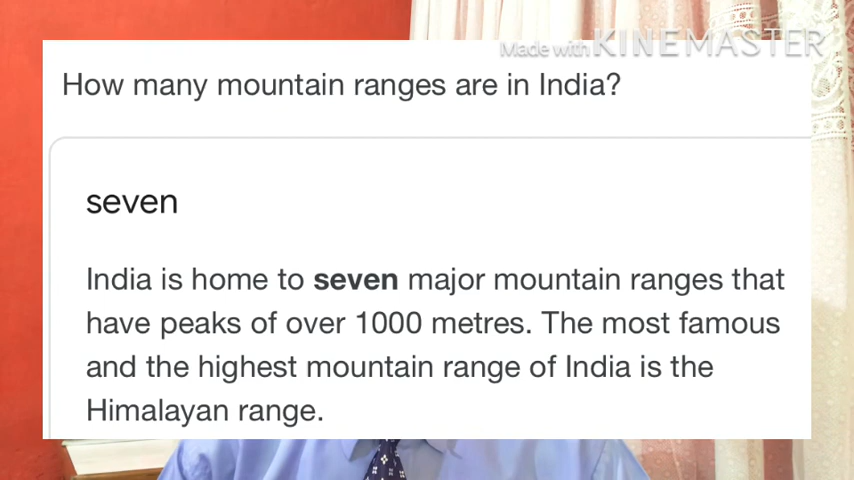 Made with KINEMASTER
How many mountain ranges are in India?
seven
India is home to seven major mountain ranges that
have peaks of over 1000 metres. The most famous
and the highest mountain range of India is the
Himalayan range.